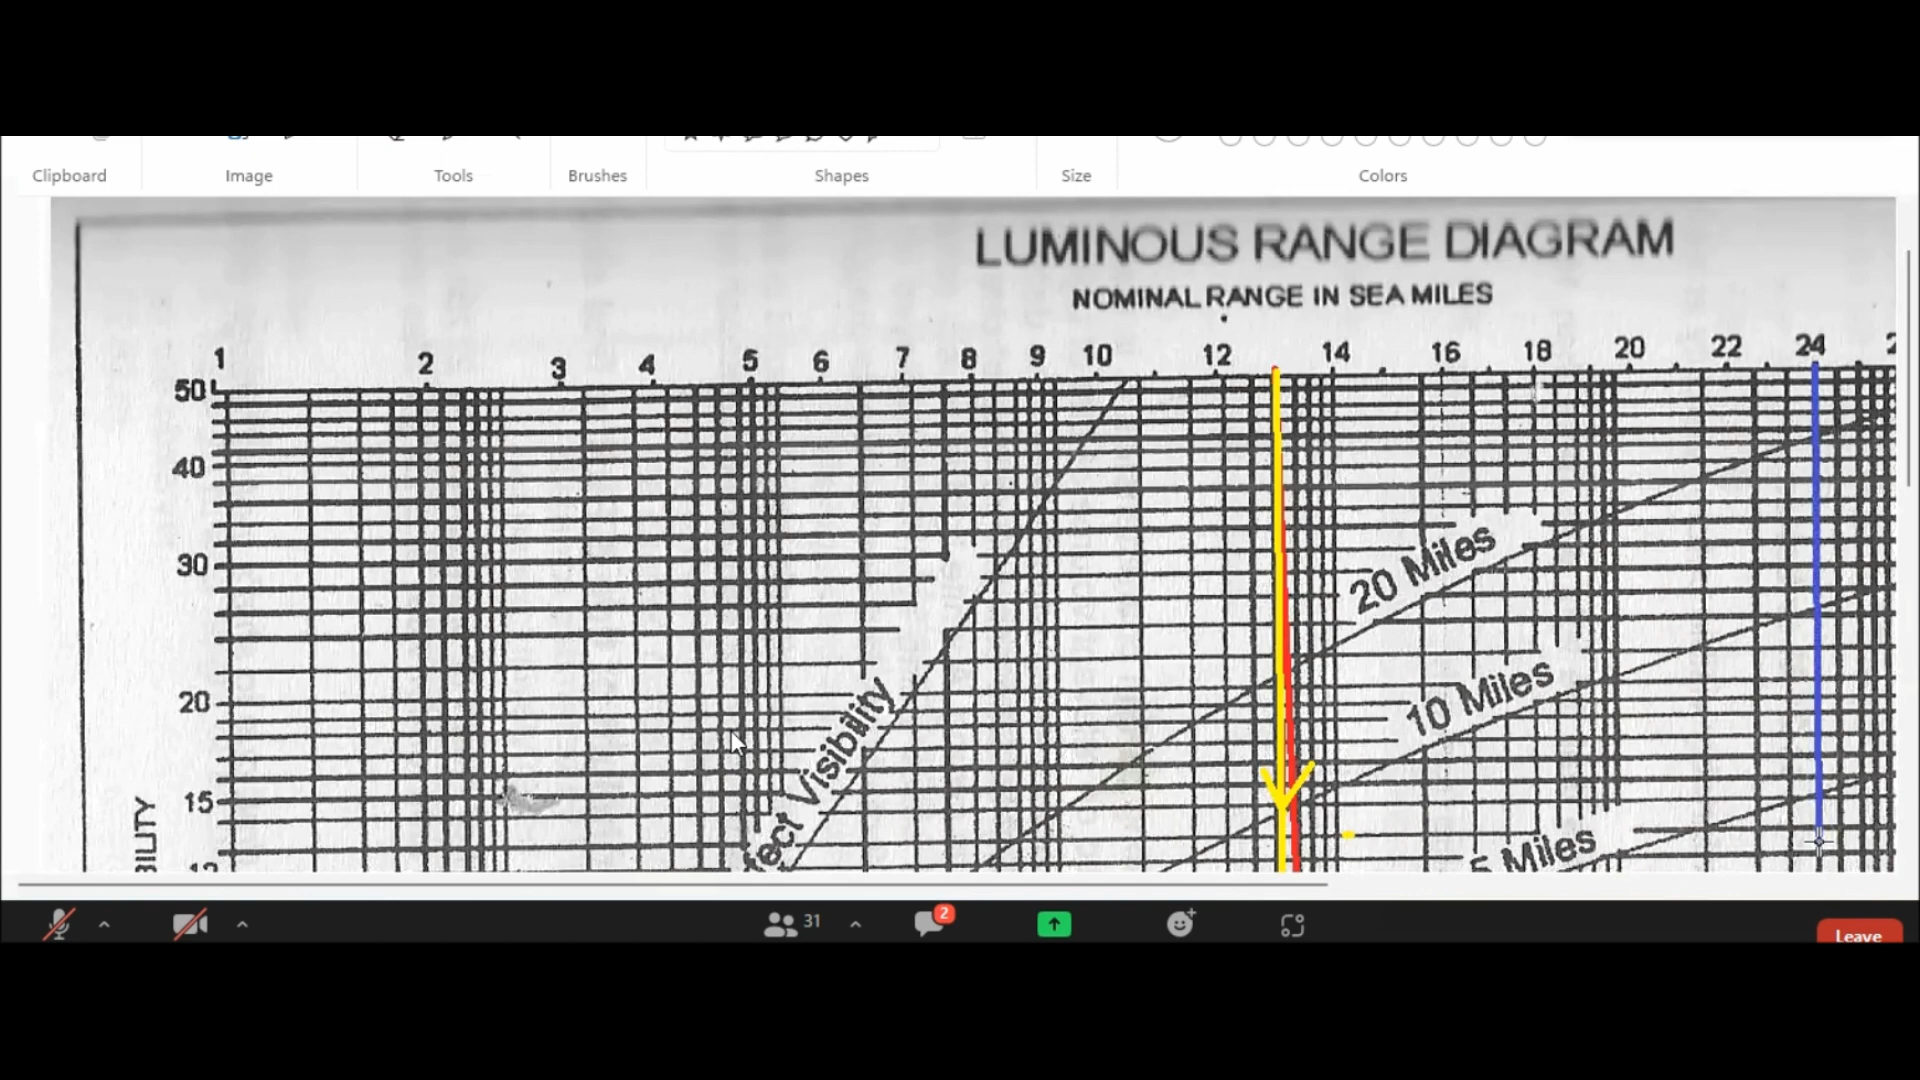 Clipboard Image Tools Brushes Shapes Size Colors
LUMINOUS RANGE DIAGRAM
NOMINAL RANGE IN SEA MILES
1 2 3 4 5 6 7 8 9 10 12 14 16 18 20 22 24
50
40
30
20
15
20 Miles
10 Miles
5 Miles
Visibility
31
2
Leave